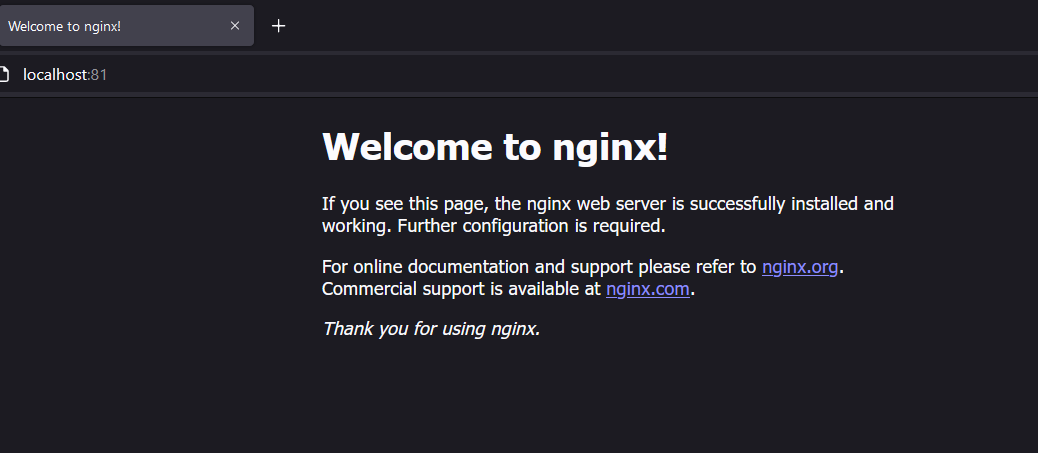 Welcome to nginx!
localhost:81
Welcome to nginx!
If you see this page, the nginx web server is successfully installed and
working. Further configuration is required.
For online documentation and support please refer to nginx.org.
Commercial support is available at nginx.com.
Thank you for using nginx.